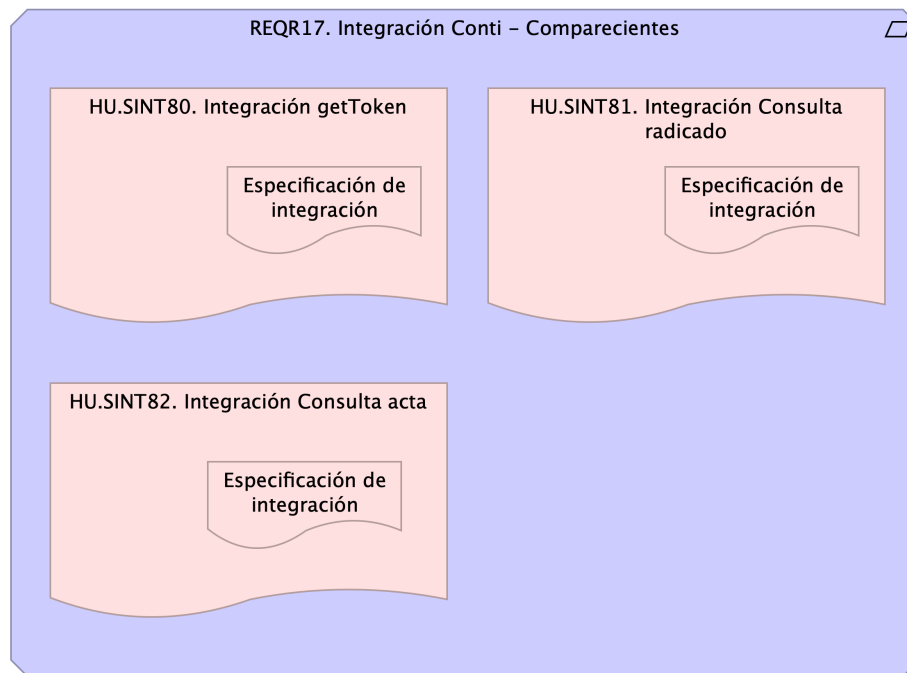 REQR17. Integración Conti – Comparecientes
HU.SINT80. Integración getToken
Especificación de
integración
HU.SINT81. Integración Consulta
radicado
Especificación de
integración
HU.SINT82. Integración Consulta acta
Especificación de
integración